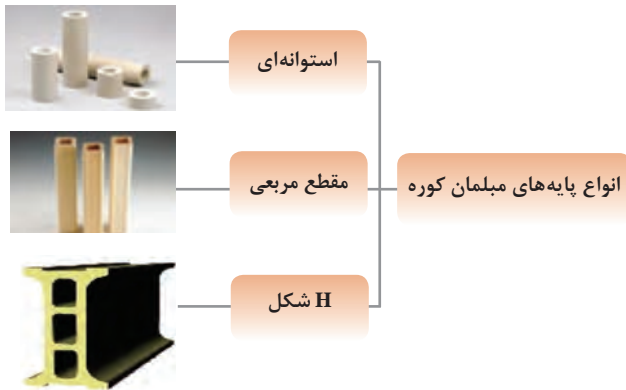 انواع پایه‌های مبلمان کوره
استوانه‌ای
مقطع مربعی
H شکل